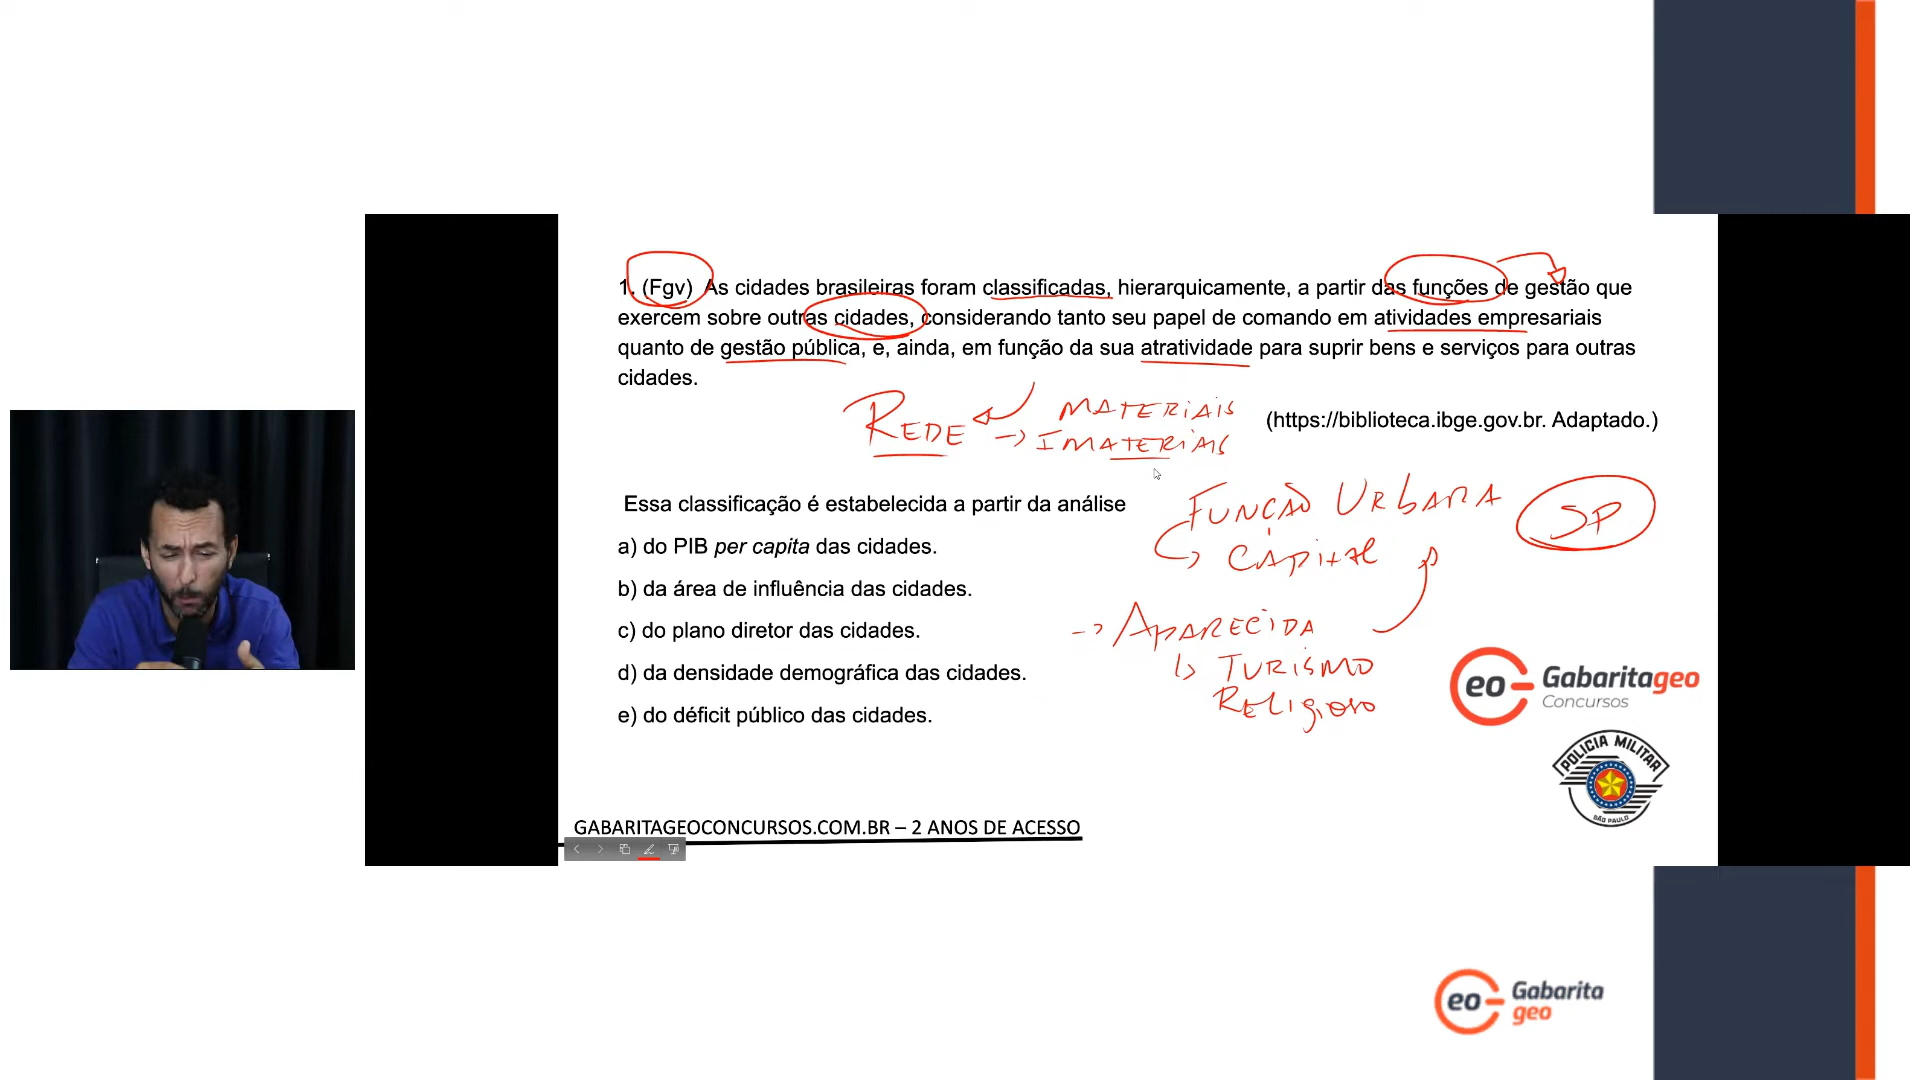 1. (Fgv) As cidades brasileiras foram classificadas, hierarquicamente, a partir das funções de gestão que
exercem sobre outras cidades, considerando tanto seu papel de comando em atividades empresariais
quanto de gestão pública, e, ainda, em função da sua atratividade para suprir bens e serviços para outras
cidades.
REDE
MATERIAIS
IMATERIAIS
(https://biblioteca.ibge.gov.br. Adaptado.)
Essa classificação é estabelecida a partir da análise
FUNÇÃO URBANA
SP
a) do PIB per capita das cidades.
CAPITAL
b) da área de influência das cidades.
c) do plano diretor das cidades.
APARECIDA
d) da densidade demográfica das cidades.
TURISMO
RELIGIOSO
e) do déficit público das cidades.
eo Gabaritageo
Concursos
POLICIA MILITAR
SÃO PAULO
GABARITAGEOCONCURSOS.COM.BR – 2 ANOS DE ACESSO
eo Gabarita
geo